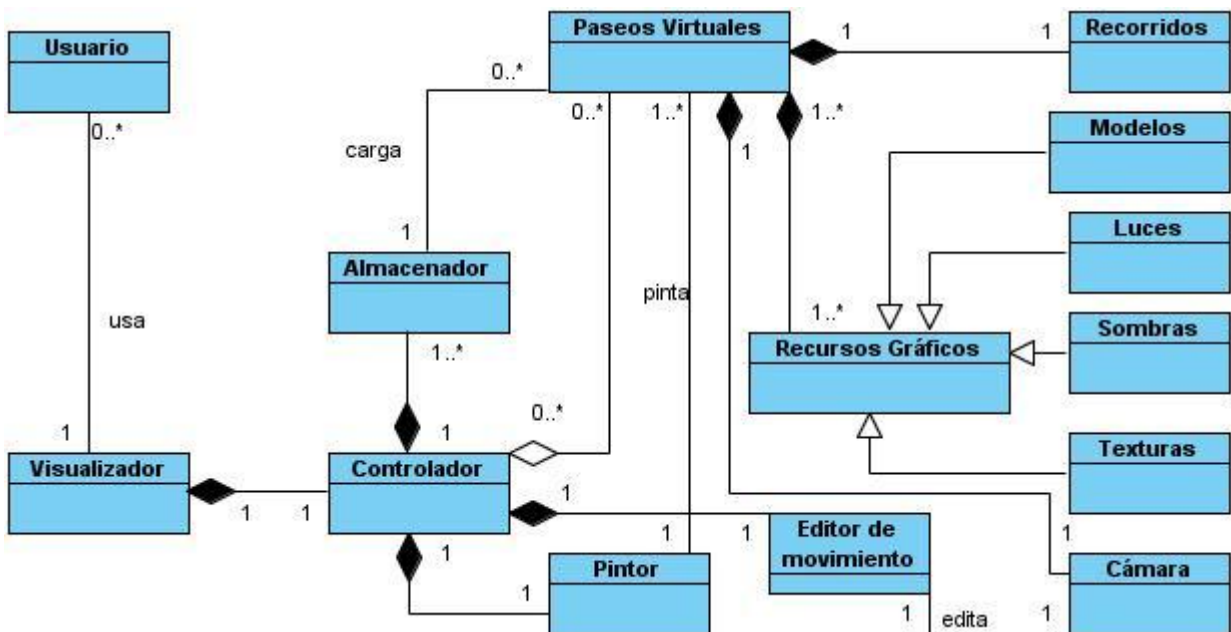 Paseos Virtuales
1
1
Recorridos
Usuario
0..*
0..*
0..*
1..*
1
1..*
Modelos
carga
Luces
1
Almacenador
pinta
usa
1..*
1..*
Recursos Gráficos
Sombras
0..*
1
1
Texturas
Visualizador
Controlador
1
1
1
1
1
1
1
Editor de
movimiento
1
Pintor
Cámara
1
1
edita
1